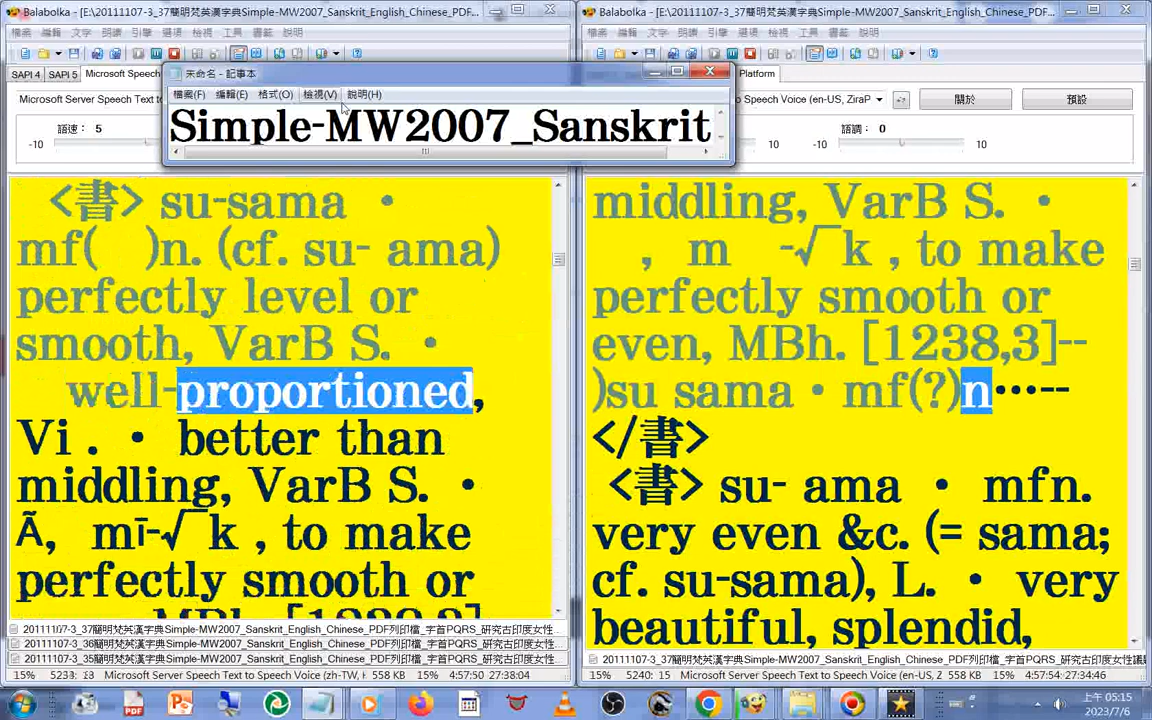 Balabolka - [E:\20111107-3_37簡明梵英漢字典Simple-MW2007_Sanskrit_English_Chinese_PDF...
檔案 編輯 文字 朗讀 引擎 選項 檢視 工具 書籤 說明
SAPI 4 SAPI 5 Microsoft Speech
Microsoft Server Speech Text to
語速： 5
-10
未命名 - 記事本
檔案(F) 編輯(E) 格式(O) 檢視(V) 說明(H)
Simple-MW2007_Sanskrit
<書> su-sama •
mf( )n. (cf. su- ama)
perfectly level or
smooth, VarB S. •
well-proportioned,
Vi . • better than
middling, VarB S. •
Ã, mī-√ k , to make
perfectly smooth or
20111107-3_37簡明梵英漢字典Simple-MW2007_Sanskrit_English_Chinese_PDF列印檔_字首PQRS_研究古印度女性...
20111107-3_36簡明梵英漢字典Simple-MW2007_Sanskrit_English_Chinese_PDF列印檔_字首PQRS_研究古印度女性...
20111107-3_35簡明梵英漢字典Simple-MW2007_Sanskrit_English_Chinese_PDF列印檔_字首PQRS_研究古印度女性...
15% 5233: 13 Microsoft Server Speech Text to Speech Voice (zh-TW, H 558 KB 4:57:50 27:38:04
Balabolka - [E:\20111107-3_37簡明梵英漢字典Simple-MW2007_Sanskrit_English_Chinese_PDF...
檔案 編輯 文字 朗讀 引擎 選項 檢視 工具 書籤 說明
Platform
Speech Voice (en-US, ZiraP 關於 預設
語調： 0
10 -10 10
middling, VarB S. •
, m -√ k , to make
perfectly smooth or
even, MBh. [1238,3]--
)su sama • mf(?)n…--
</書>
<書> su- ama • mfn.
very even &c. (= sama;
cf. su-sama), L. • very
beautiful, splendid,
20111107-3_37簡明梵英漢字典Simple-MW2007_Sanskrit_English_Chinese_PDF列印檔_字首PQRS_研究古印度女性議
15% 5240: 15 Microsoft Server Speech Text to Speech Voice (en-US, Z 558 KB 4:57:54 27:34:46
上午 05:15
2023/7/6